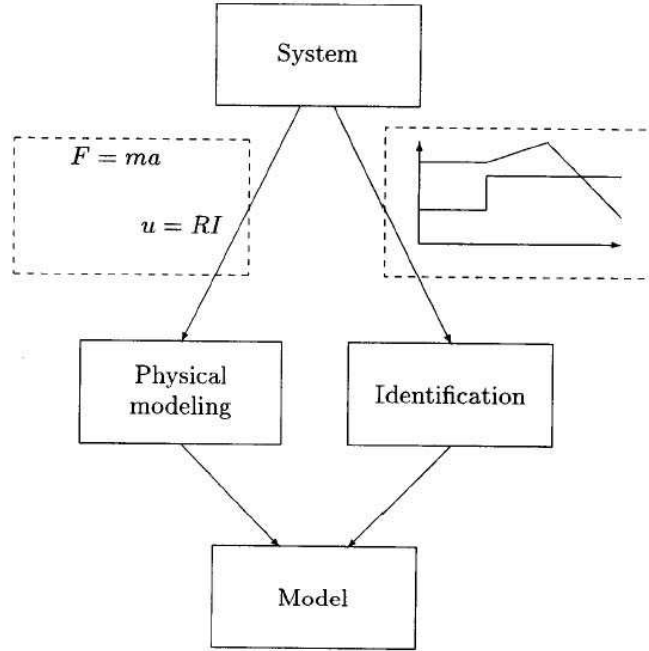 System
F = ma
u = RI
Physical
modeling
Identification
Model